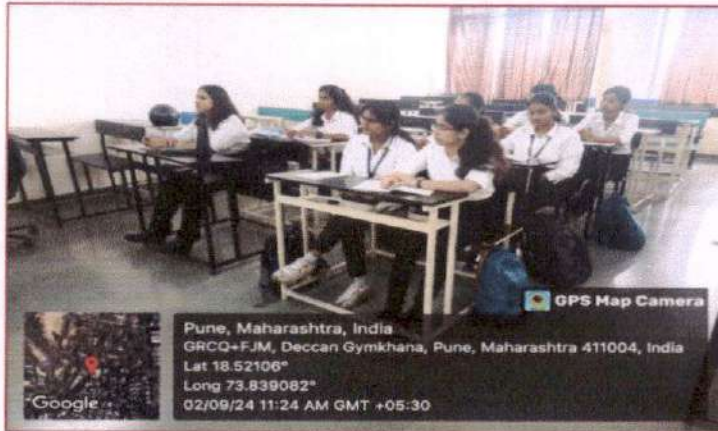 GPS Map Camera
Pune, Maharashtra, India
GRCQ+FJM, Deccan Gymkhana, Pune, Maharashtra 411004, India
Lat 18.52106°
Long 73.839082°
02/09/24 11:24 AM GMT +05:30
Google